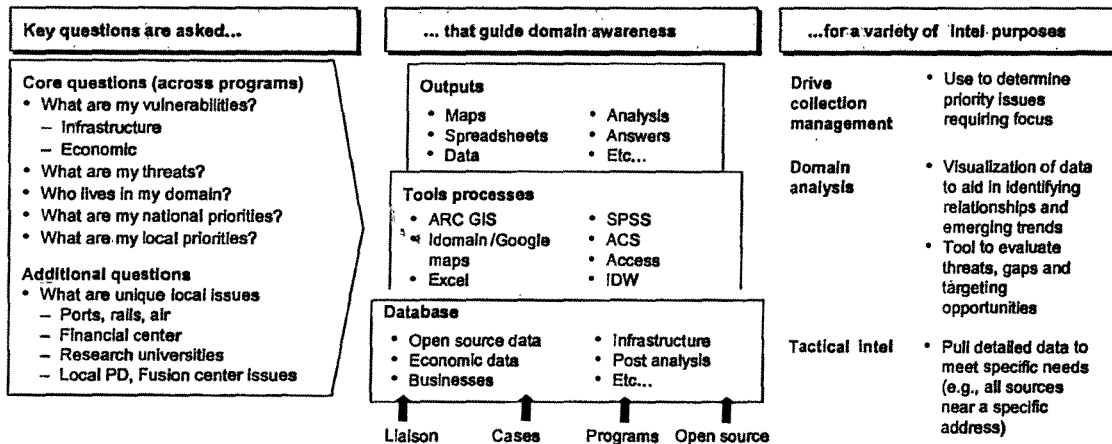 Key questions are asked...
Core questions (across programs)
• What are my vulnerabilities?
– Infrastructure
– Economic
• What are my threats?
• Who lives in my domain?
• What are my national priorities?
• What are my local priorities?
Additional questions
• What are unique local issues
– Ports, rails, air
– Financial center
– Research universities
– Local PD, Fusion center issues
... that guide domain awareness
Outputs
• Maps
• Spreadsheets
• Data
• Analysis
• Answers
• Etc...
Tools processes
• ARC GIS
• Idomain/Google
maps
• Excel
• SPSS
• ACS
• Access
• IDW
Database
• Open source data
• Economic data
• Businesses
• Infrastructure
• Post analysis
• Etc...
Liaison Cases Programs Open source
...for a variety of Intel purposes
Drive
collection
management
• Use to determine
priority issues
requiring focus
Domain
analysis
• Visualization of data
to aid in identifying
relationships and
emerging trends
• Tool to evaluate
threats, gaps and
targeting
opportunities
Tactical intel
• Pull detailed data to
meet specific needs
(e.g., all sources
near a specific
address)